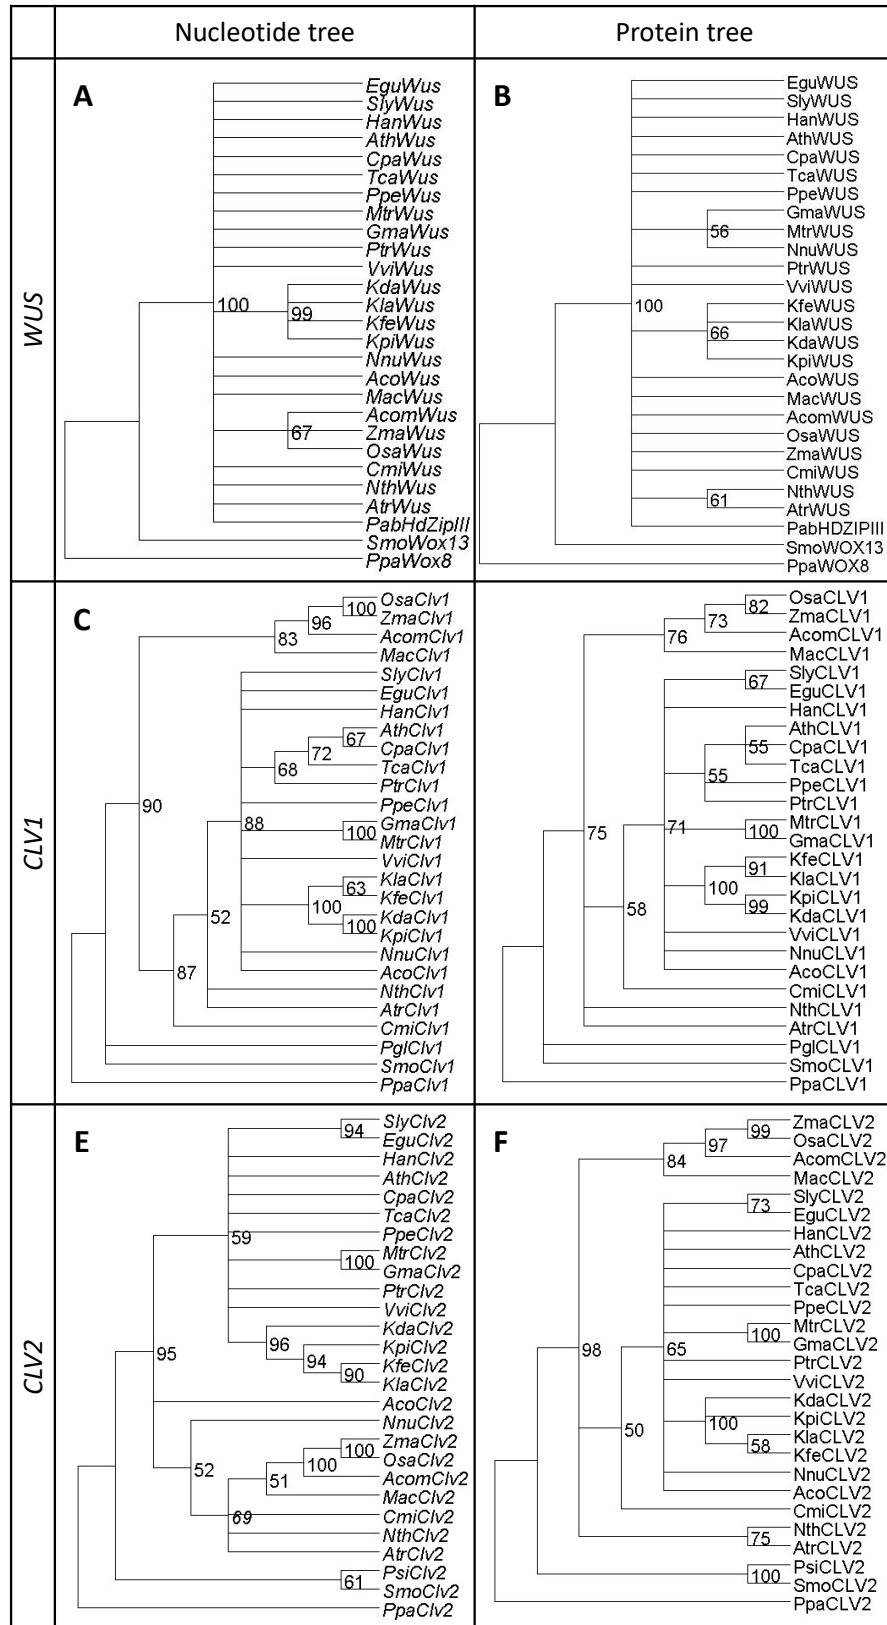 Nucleotide tree
Protein tree
WUS
A
EguWus
SlyWus
HanWus
AthWus
CpaWus
TcaWus
PpeWus
MtrWus
GmaWus
PtrWus
VviWus
KdaWus
100
KlaWus
99
KfeWus
KpiWus
NnuWus
AcoWus
MacWus
AcomWus
67
ZmaWus
OsaWus
CmiWus
NthWus
AtrWus
PabHdZipIII
SmoWox13
PpaWox8
B
EguWUS
SlyWUS
HanWUS
AthWUS
CpaWUS
TcaWUS
PpeWUS
GmaWUS
56
MtrWUS
NnuWUS
PtrWUS
VviWUS
100
KfeWUS
KlaWUS
66
KdaWUS
KpiWUS
AcoWUS
MacWUS
AcomWUS
OsaWUS
ZmaWUS
CmiWUS
NthWUS
61
AtrWUS
PabHDZIPIII
SmoWOX13
PpaWOX8
CLV1
C
OsaClv1
100
ZmaClv1
96
AcomClv1
83
MacClv1
SlyClv1
EguClv1
HanClv1
AthClv1
67
CpaClv1
72
TcaClv1
68
PtrClv1
PpeClv1
90
88
GmaClv1
100
MtrClv1
VviClv1
KlaClv1
63
KfeClv1
100
52
KdaClv1
100
KpiClv1
NnuClv1
87
AcoClv1
NthClv1
AtrClv1
CmiClv1
PglClv1
SmoClv1
PpaClv1
OsaCLV1
82
ZmaCLV1
73
AcomCLV1
76
MacCLV1
SlyCLV1
67
EguCLV1
HanCLV1
AthCLV1
55
CpaCLV1
TcaCLV1
55
PpeCLV1
PtrCLV1
75
71
MtrCLV1
100
GmaCLV1
KfeCLV1
91
KlaCLV1
100
58
KpiCLV1
99
KdaCLV1
VviCLV1
NnuCLV1
AcoCLV1
CmiCLV1
NthCLV1
AtrCLV1
PglCLV1
SmoCLV1
PpaCLV1
CLV2
E
SlyClv2
94
EguClv2
HanClv2
AthClv2
CpaClv2
TcaClv2
59
PpeClv2
MtrClv2
100
GmaClv2
PtrClv2
VviClv2
KdaClv2
96
KpiClv2
95
94
KfeClv2
90
KlaClv2
AcoClv2
NnuClv2
ZmaClv2
100
OsaClv2
52
100
AcomClv2
51
MacClv2
69
CmiClv2
NthClv2
AtrClv2
PsiClv2
61
SmoClv2
PpaClv2
F
ZmaCLV2
99
OsaCLV2
97
AcomCLV2
84
MacCLV2
SlyCLV2
73
EguCLV2
HanCLV2
AthCLV2
CpaCLV2
TcaCLV2
PpeCLV2
MtrCLV2
100
GmaCLV2
98
65
PtrCLV2
VviCLV2
KdaCLV2
100
KpiCLV2
50
KlaCLV2
58
KfeCLV2
NnuCLV2
AcoCLV2
CmiCLV2
NthCLV2
75
AtrCLV2
PsiCLV2
100
SmoCLV2
PpaCLV2